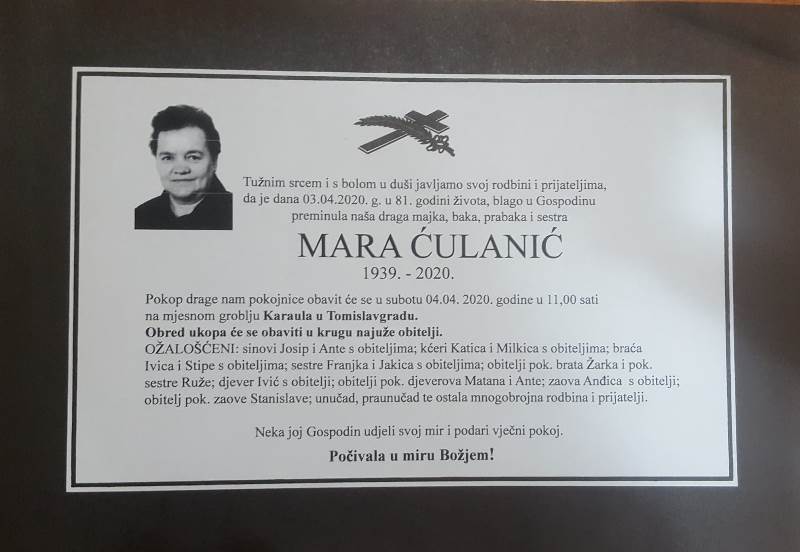 Tužnim srcem i s bolom u duši javljamo svoj rodbini i prijateljima,
da je dana 03.04.2020. g. u 81. godini života, blago u Gospodinu
preminula naša draga majka, baka, prabaka i sestra
MARA ĆULANIĆ
1939. - 2020.
Pokop drage nam pokojnice obavit će se u subotu 04.04. 2020. godine u 11,00 sati
na mjesnom groblju Karaula u Tomislavgradu.
Obred ukopa će se obaviti u krugu najuže obitelji.
OŽALOŠĆENI: sinovi Josip i Ante s obiteljima; kćeri Katica i Milkica s obiteljima; braća
Ivica i Stipe s obiteljima; sestre Franjka i Jakica s obiteljima; obitelji pok. brata Žarka i pok.
sestre Ruže; djever Ivić s obitelji; obitelji pok. djeverova Matana i Ante; zaova Anđica s obitelji;
obitelj pok. zaove Stanislave; unučad, praunučad te ostala mnogobrojna rodbina i prijatelji.
Neka joj Gospodin udjeli svoj mir i podari vječni pokoj.
Počivala u miru Božjem!